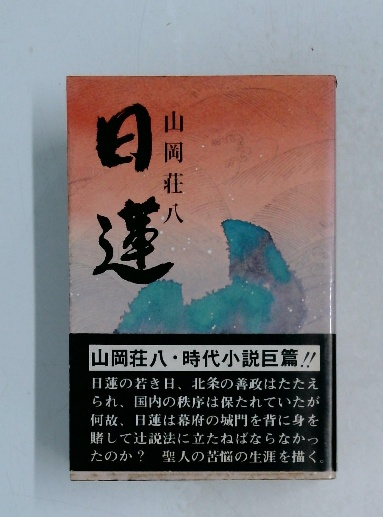 日蓮
山岡荘八
山岡荘八・時代小説巨篇!!
日蓮の若き日、北条の善政はたたえ
られ、国内の秩序は保たれていたが
何故、日蓮は幕府の城門を背に身を
賭して辻説法に立たねばならなかっ
たのか？ 聖人の苦悩の生涯を描く。